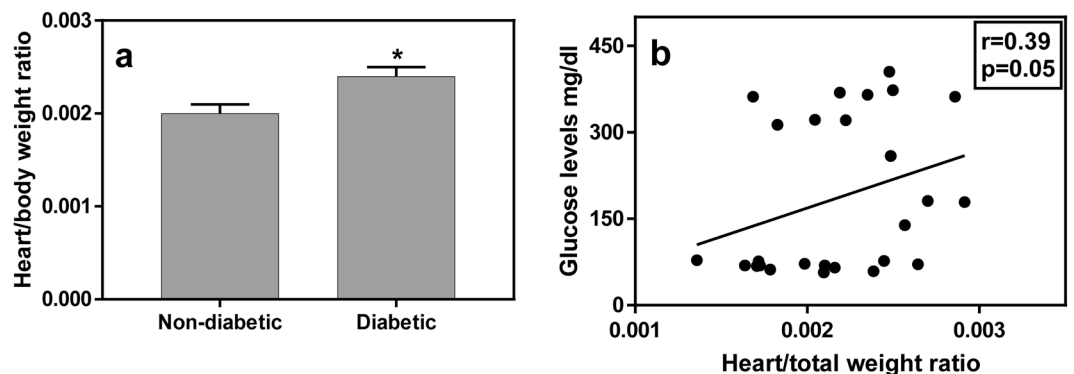 a
*
Heart/body weight ratio
0.003
0.002
0.001
0.000
Non-diabetic
Diabetic
b
r=0.39
p=0.05
Glucose levels mg/dl
450
300
150
0
0.001
0.002
0.003
Heart/total weight ratio